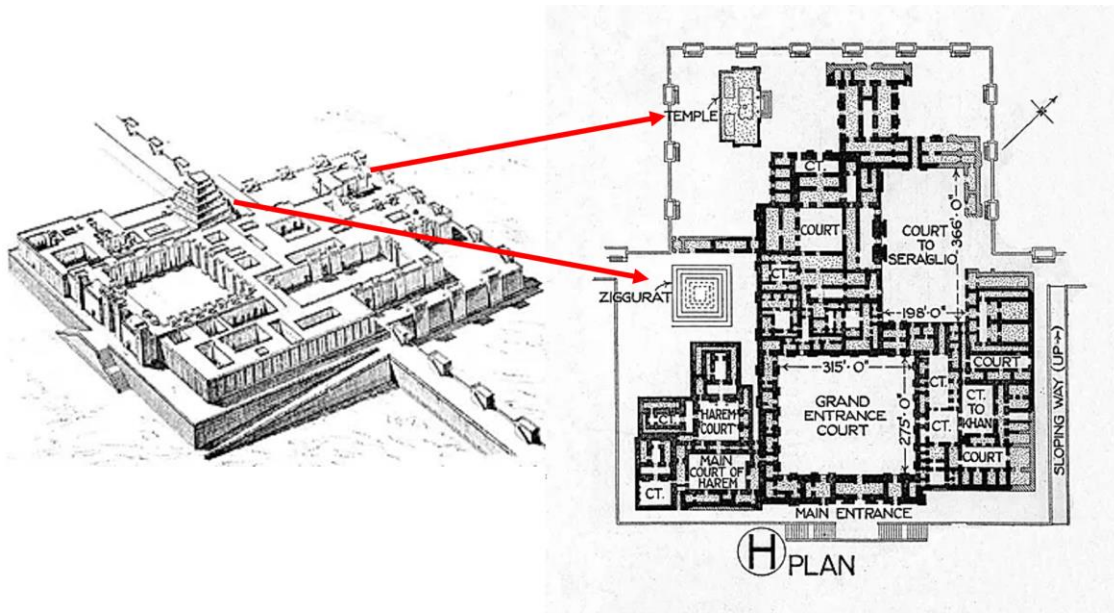 TEMPLE
CT.
COURT
COURT
TO
SERAGLIO
366'·0"
CT.
ZIGGURAT
198'·0"
315'·0"
GRAND
ENTRANCE
COURT
275'·0"
CT.
CT.
COURT
CT.
TO
KHAN
COURT
SLOPING WAY (UP→)
CT.
HAREM
COURT
MAIN
COURT OF
HAREM
CT.
MAIN ENTRANCE
H PLAN